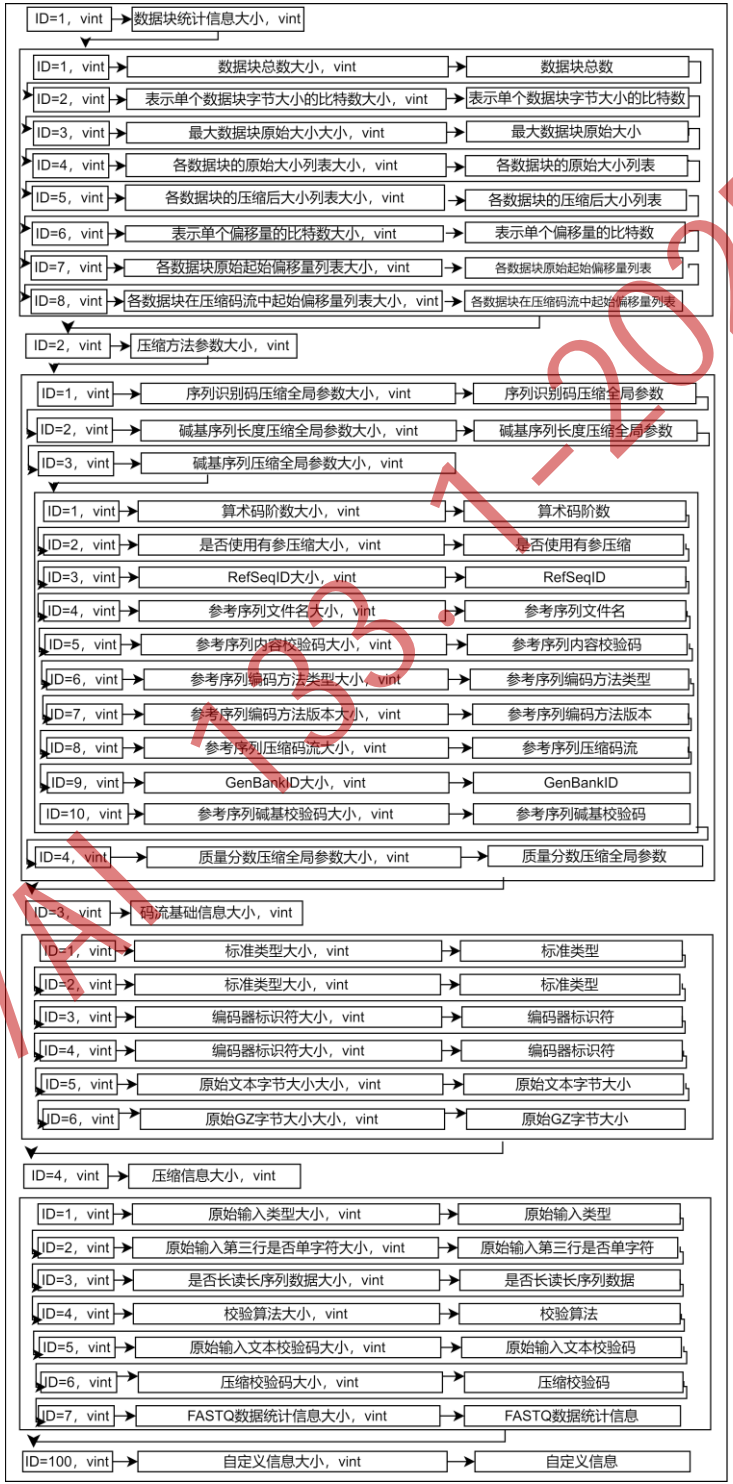 ID=1, vint 数据块统计信息大小，vint
ID=1, vint 数据块总数大小，vint 数据块总数
ID=2，vint 表示单个数据块字节大小的比特数大小，vint 表示单个数据块字节大小的比特数
ID=3，vint 最大数据块原始大小大小，vint 最大数据块原始大小
ID=4，vint 各数据块的原始大小列表大小，vint 各数据块的原始大小列表
ID=5，vint 各数据块的压缩后大小列表大小，vint 各数据块的压缩后大小列表
ID=6，vint 表示单个偏移量的比特数大小，vint 表示单个偏移量的比特数
ID=7，vint 各数据块原始起始偏移量列表大小，vint 各数据块原始起始偏移量列表
ID=8，vint 各数据块在压缩码流中起始偏移量列表大小，vint 各数据块在压缩码流中起始偏移量列表
ID=2，vint 压缩方法参数大小，vint
ID=1，vint 序列识别码压缩全局参数大小，vint 序列识别码压缩全局参数
ID=2，vint 碱基序列长度压缩全局参数大小，vint 碱基序列长度压缩全局参数
ID=3，vint 碱基序列压缩全局参数大小，vint
ID=1，vint 算术码阶数大小，vint 算术码阶数
ID=2，vint 是否使用有参压缩大小，vint 是否使用有参压缩
ID=3，vint RefSeqID大小，vint RefSeqID
ID=4，vint 参考序列文件名大小，vint 参考序列文件名
ID=5，vint 参考序列内容校验码大小，vint 参考序列内容校验码
ID=6，vint 参考序列编码方法类型大小，vint 参考序列编码方法类型
ID=7，vint 参考序列编码方法版本大小，vint 参考序列编码方法版本
ID=8，vint 参考序列压缩码流大小，vint 参考序列压缩码流
ID=9，vint GenBankID大小，vint GenBankID
ID=10，vint 参考序列碱基校验码大小，vint 参考序列碱基校验码
ID=4，vint 质量分数压缩全局参数大小，vint 质量分数压缩全局参数
ID=3，vint 码流基础信息大小，vint
ID=1，vint 标准类型大小，vint 标准类型
ID=2，vint 标准类型大小，vint 标准类型
ID=3，vint 编码器标识符大小，vint 编码器标识符
ID=4，vint 编码器标识符大小，vint 编码器标识符
ID=5，vint 原始文本字节大小大小，vint 原始文本字节大小
ID=6，vint 原始GZ字节大小大小，vint 原始GZ字节大小
ID=4，vint 压缩信息大小，vint
ID=1，vint 原始输入类型大小，vint 原始输入类型
ID=2，vint 原始输入第三行是否单字符大小，vint 原始输入第三行是否单字符
ID=3，vint 是否长读长序列数据大小，vint 是否长读长序列数据
ID=4，vint 校验算法大小，vint 校验算法
ID=5，vint 原始输入文本校验码大小，vint 原始输入文本校验码
ID=6，vint 压缩校验码大小，vint 压缩校验码
ID=7，vint FASTQ数据统计信息大小，vint FASTQ数据统计信息
ID=100，vint 自定义信息大小，vint 自定义信息
/AI 133.1-202